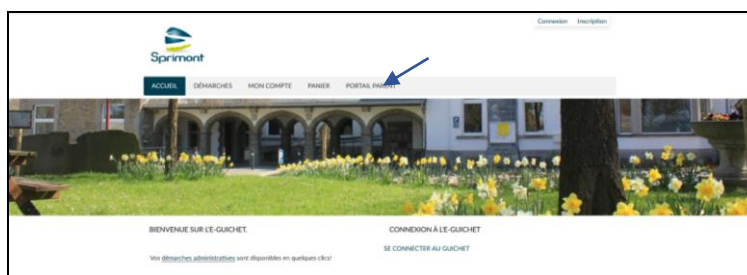 Connexion Inscription
Sprimont
ACCUEIL DÉMARCHES MON COMPTE PANIER PORTAIL PARENT
BIENVENUE SUR L'E-GUICHET.
CONNEXION À L'E-GUICHET
SE CONNECTER AU GUICHET
Vos démarches administratives sont disponibles en quelques clics!